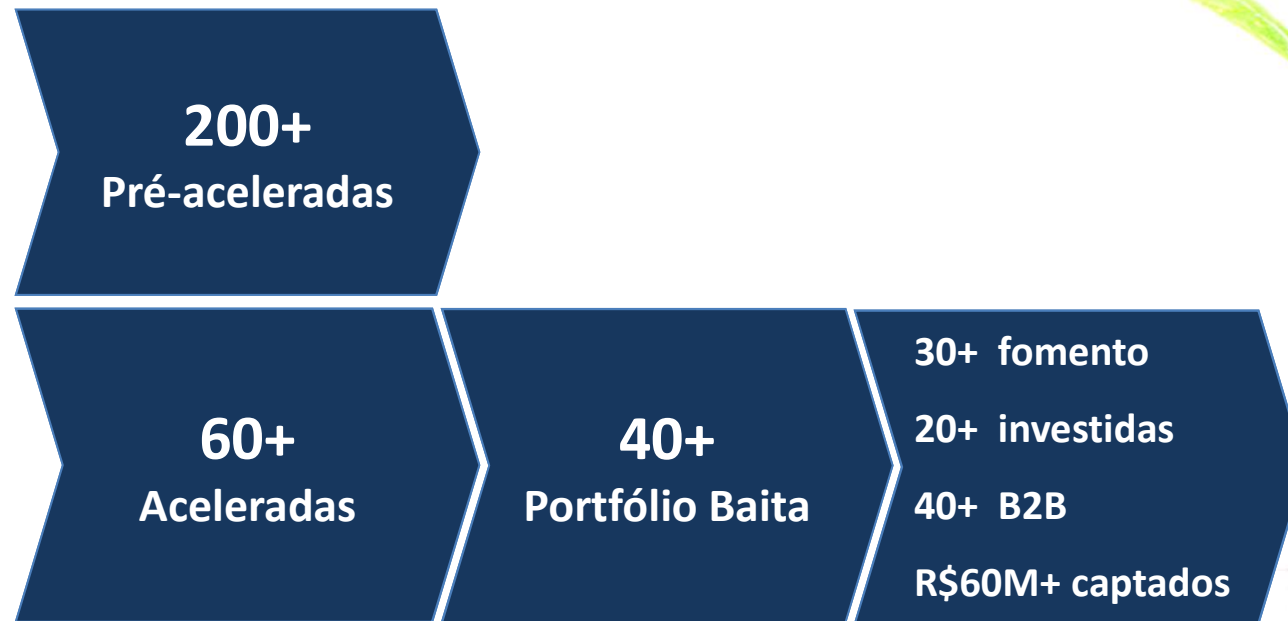 200+
Pré-aceleradas
60+
Aceleradas
40+
Portfólio Baita
30+ fomento
20+ investidas
40+ B2B
R$60M+ captados